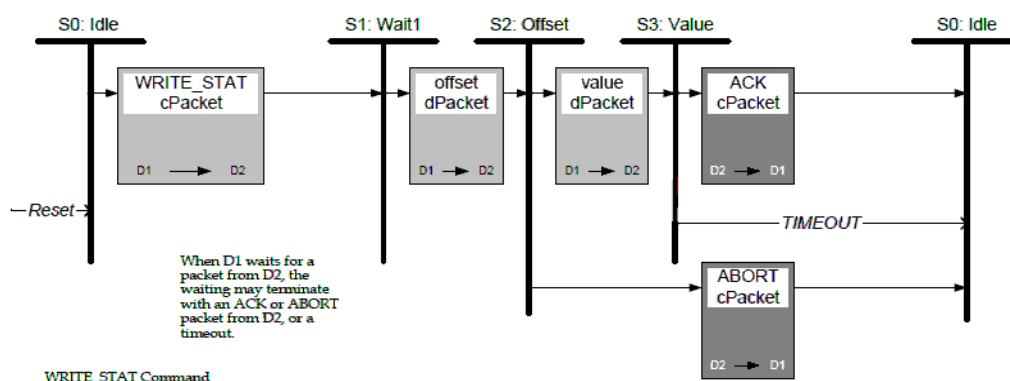 S0: Idle
S1: Wait1
S2: Offset
S3: Value
S0: Idle
WRITE_STAT
cPacket
D1
D2
offset
dPacket
D1
D2
value
dPacket
D1
D2
ACK
cPacket
D2
D1
Reset
TIMEOUT
When D1 waits for a
packet from D2, the
waiting may terminate
with an ACK or ABORT
packet from D2, or a
timeout.
ABORT
cPacket
D2
D1
WRITE_STAT Command